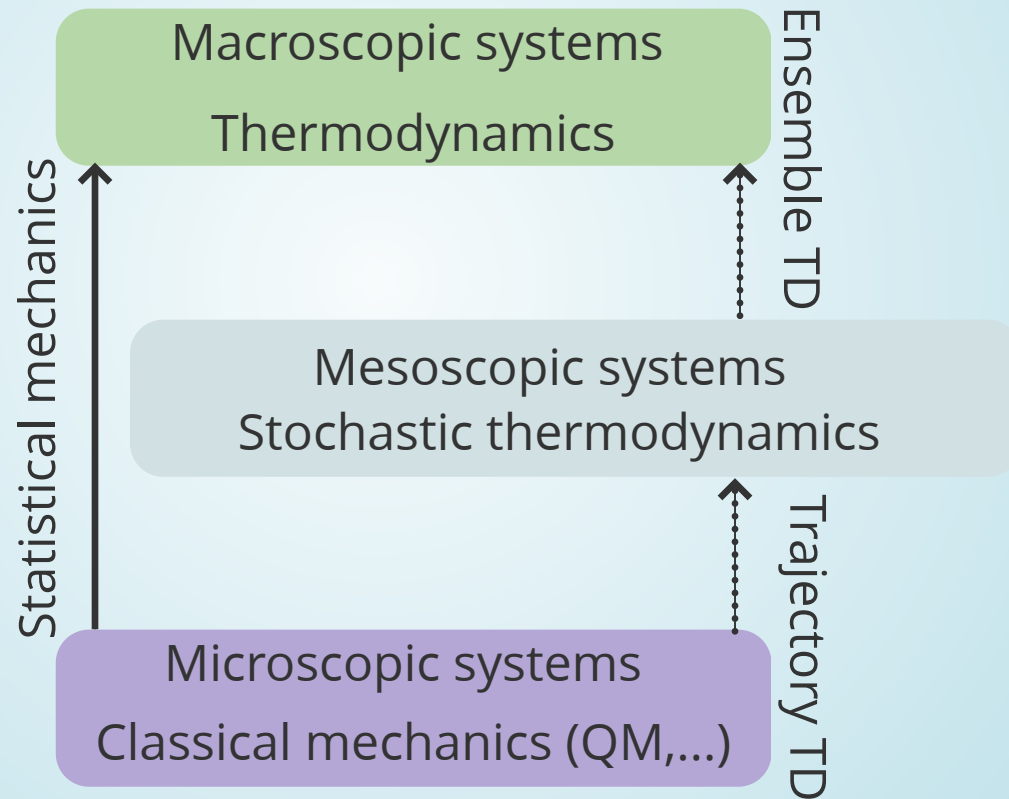 Macroscopic systems
Thermodynamics
Ensemble TD
Statistical mechanics
Mesoscopic systems
Stochastic thermodynamics
Trajectory TD
Microscopic systems
Classical mechanics (QM,...)